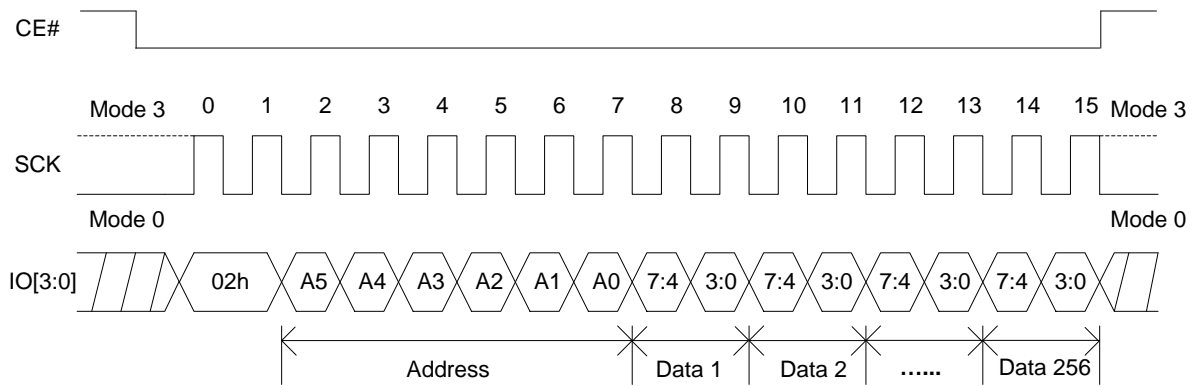 CE#
Mode 3 0 1 2 3 4 5 6 7 8 9 10 11 12 13 14 15 Mode 3
SCK
Mode 0 Mode 0
IO[3:0] 02h A5 A4 A3 A2 A1 A0 7:4 3:0 7:4 3:0 7:4 3:0 7:4 3:0
Address Data 1 Data 2 …... Data 256